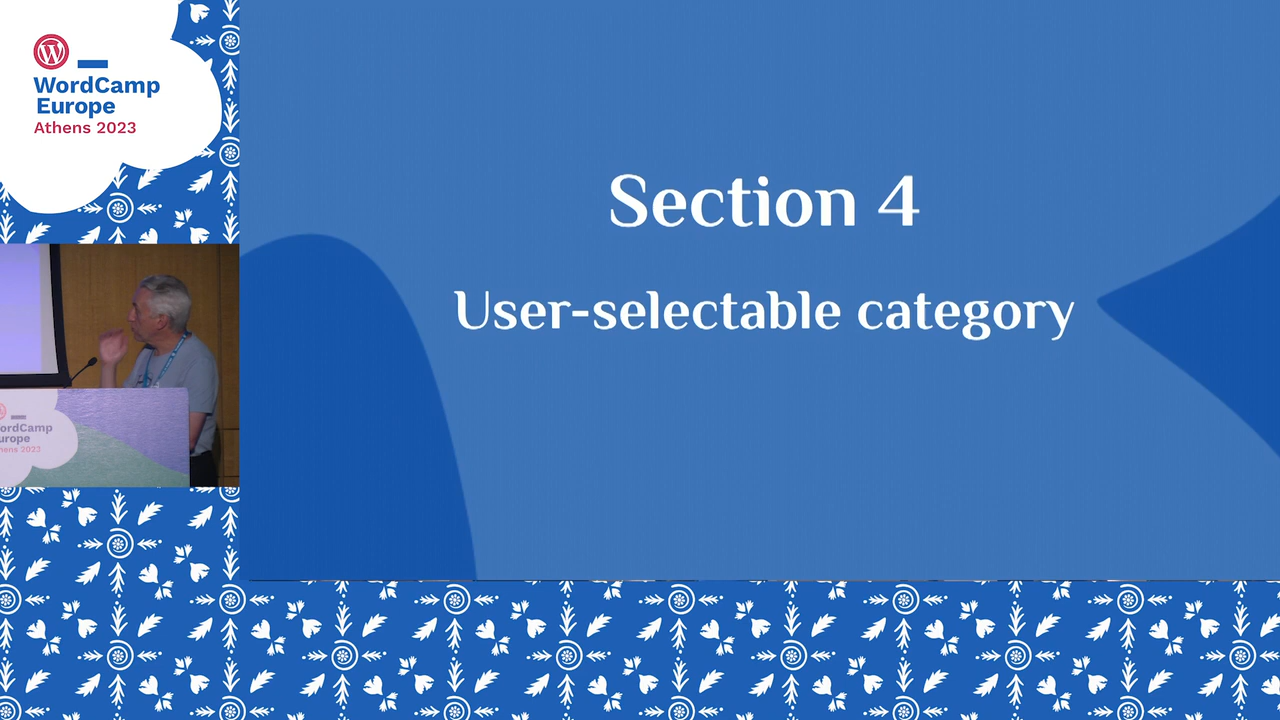 WordCamp
Europe
Athens 2023
Section 4
User-selectable category
ordCamp
urope
hens 2023